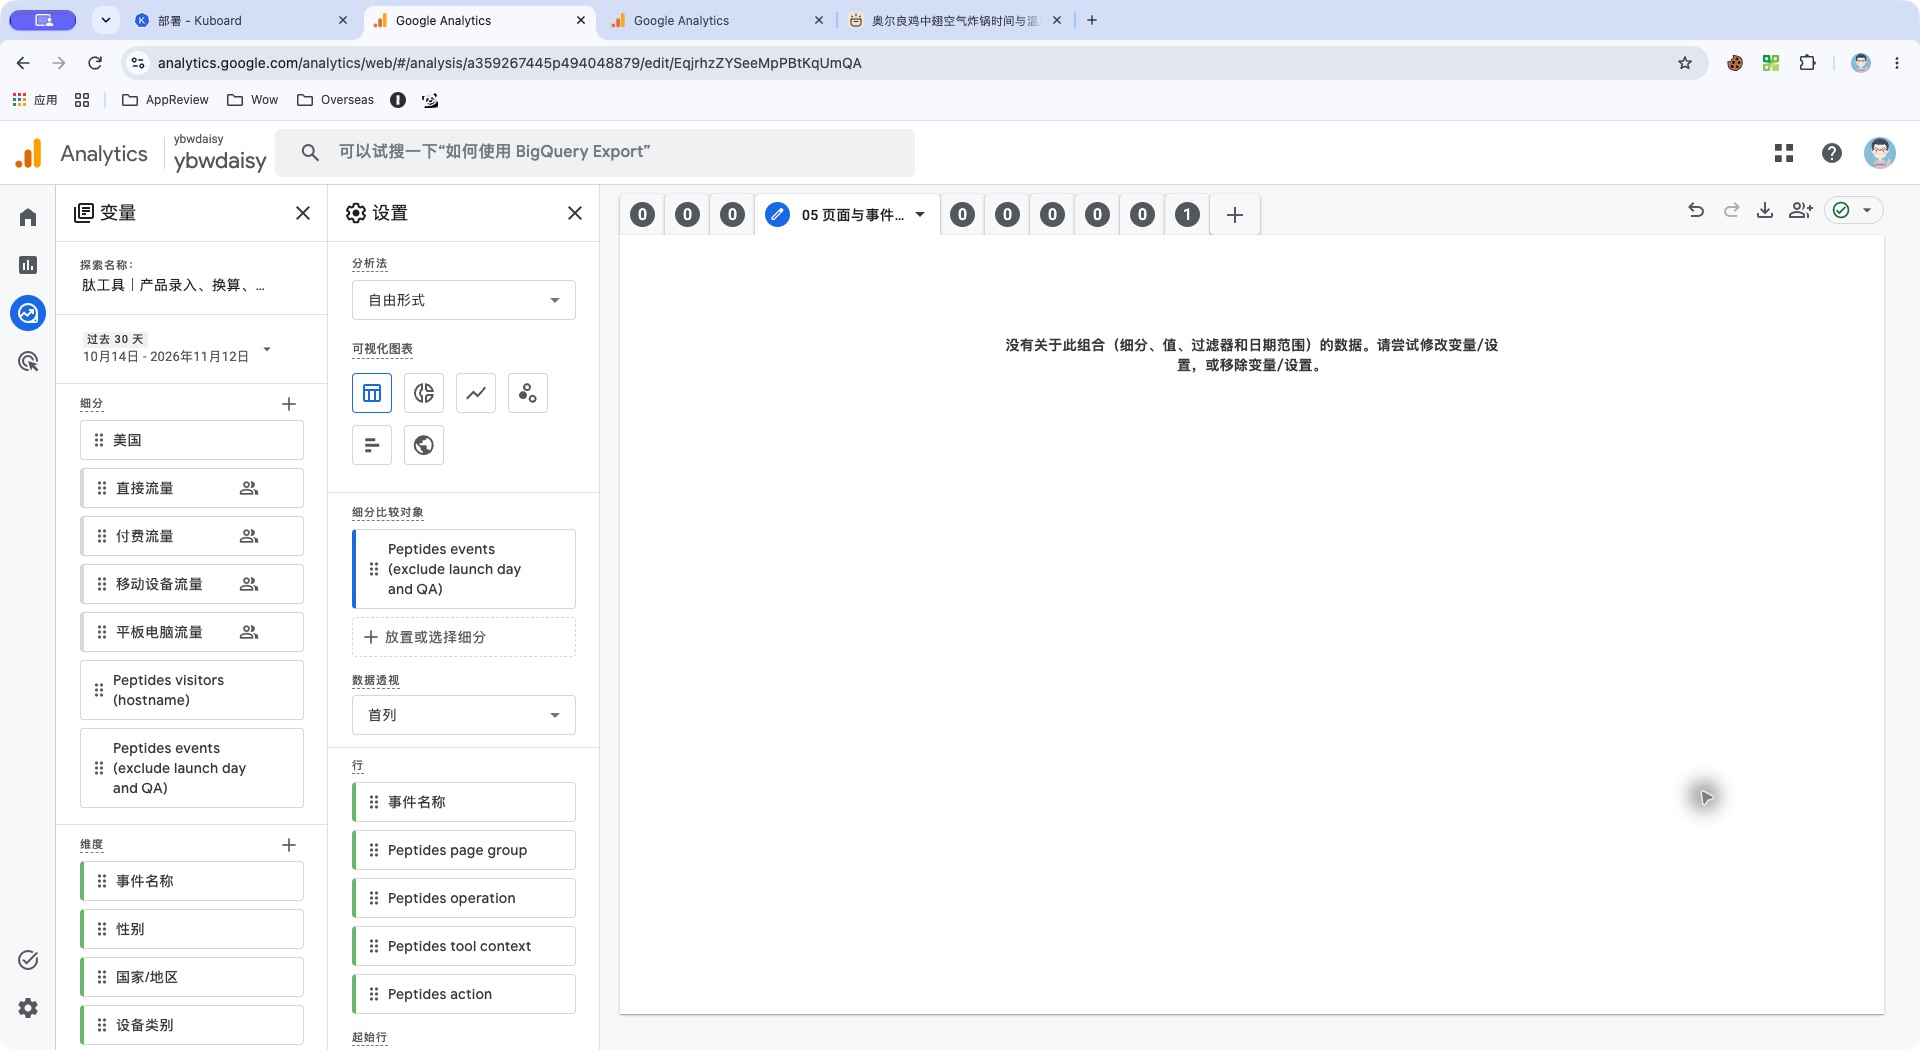 部署 - Kuboard
Google Analytics
Google Analytics
奥尔良鸡中翅空气炸锅时间与温
analytics.google.com/analytics/web/#/analysis/a359267445p494048879/edit/EqjrhzZYSeeMpPBtKqUmQA
应用
AppReview
Wow
Overseas
Analytics
ybwdaisy
ybwdaisy
可以试搜一下“如何使用 BigQuery Export”
变量
探索名称：
肽工具｜产品录入、换算、...
过去 30 天
10月14日 - 2026年11月12日
细分
美国
直接流量
付费流量
移动设备流量
平板电脑流量
Peptides visitors
(hostname)
Peptides events
(exclude launch day
and QA)
维度
事件名称
性别
国家/地区
设备类别
设置
分析法
自由形式
可视化图表
细分比较对象
Peptides events
(exclude launch day
and QA)
放置或选择细分
数据透视
首列
行
事件名称
Peptides page group
Peptides operation
Peptides tool context
Peptides action
起始行
0
0
0
05 页面与事件...
0
0
0
0
0
1
没有关于此组合（细分、值、过滤器和日期范围）的数据。请尝试修改变量/设
置，或移除变量/设置。